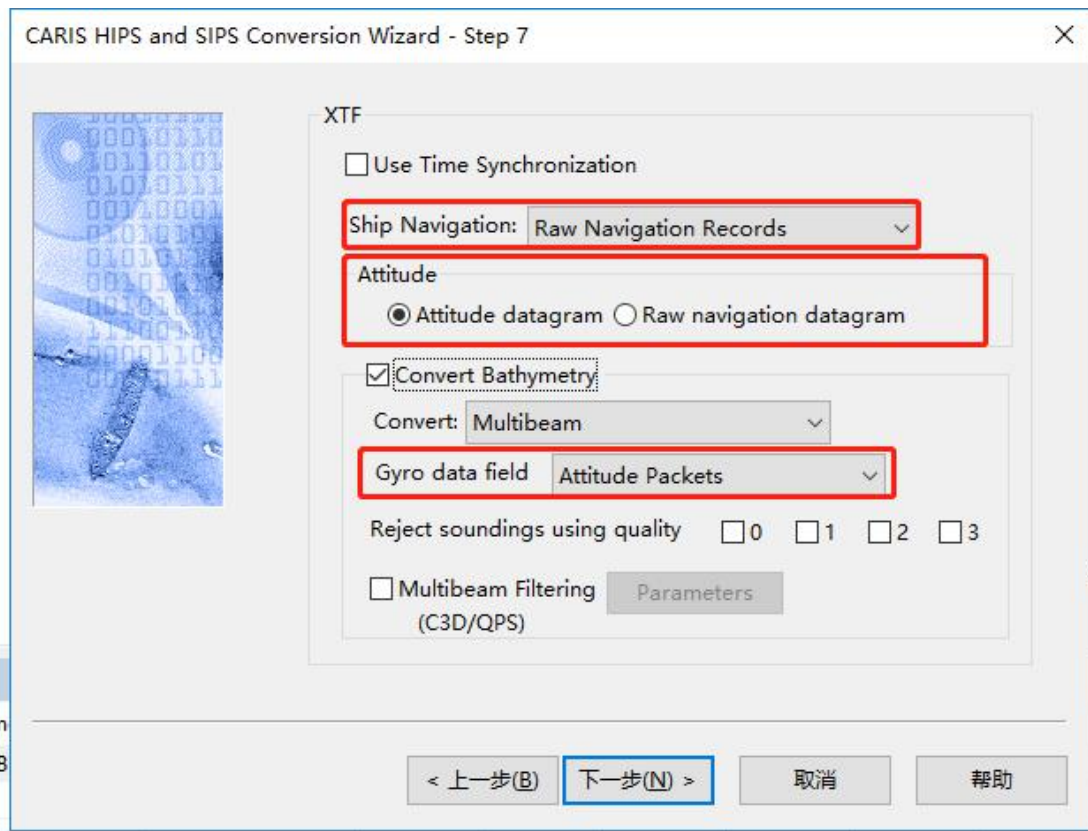 CARIS HIPS and SIPS Conversion Wizard - Step 7
XTF
Use Time Synchronization
Ship Navigation: Raw Navigation Records
Attitude
Attitude datagram Raw navigation datagram
Convert Bathymetry
Convert: Multibeam
Gyro data field Attitude Packets
Reject soundings using quality 0 1 2 3
Multibeam Filtering Parameters
(C3D/QPS)
< 上一步(B) 下一步(N) > 取消 帮助